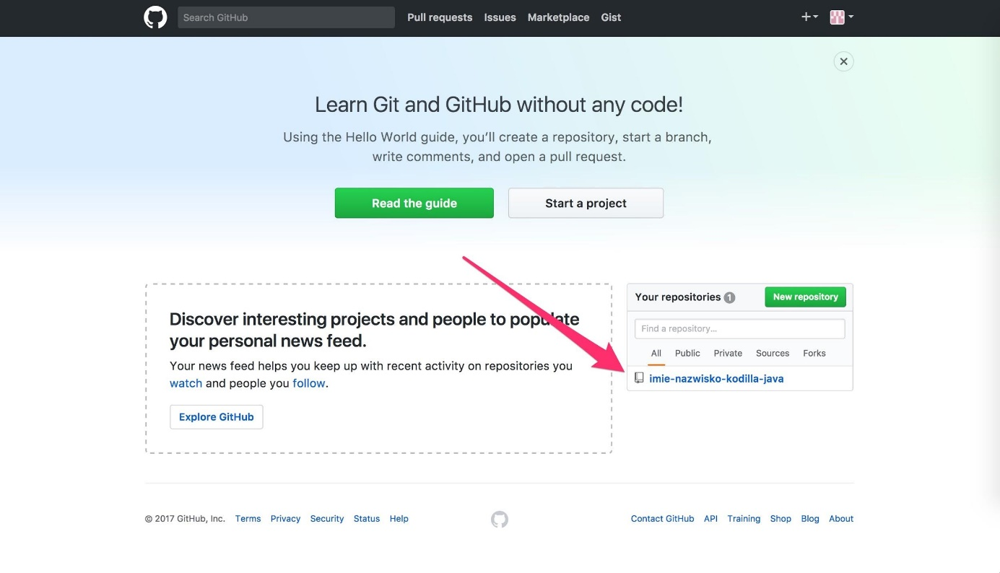 Search GitHub
Pull requests
Issues
Marketplace
Gist
Learn Git and GitHub without any code!
Using the Hello World guide, you’ll create a repository, start a branch,
write comments, and open a pull request.
Read the guide
Start a project
Discover interesting projects and people to populate
your personal news feed.
Your news feed helps you keep up with recent activity on repositories you
watch and people you follow.
Explore GitHub
Your repositories 1
New repository
Find a repository...
All
Public
Private
Sources
Forks
imie-nazwisko-kodilla-java
© 2017 GitHub, Inc.
Terms
Privacy
Security
Status
Help
Contact GitHub
API
Training
Shop
Blog
About